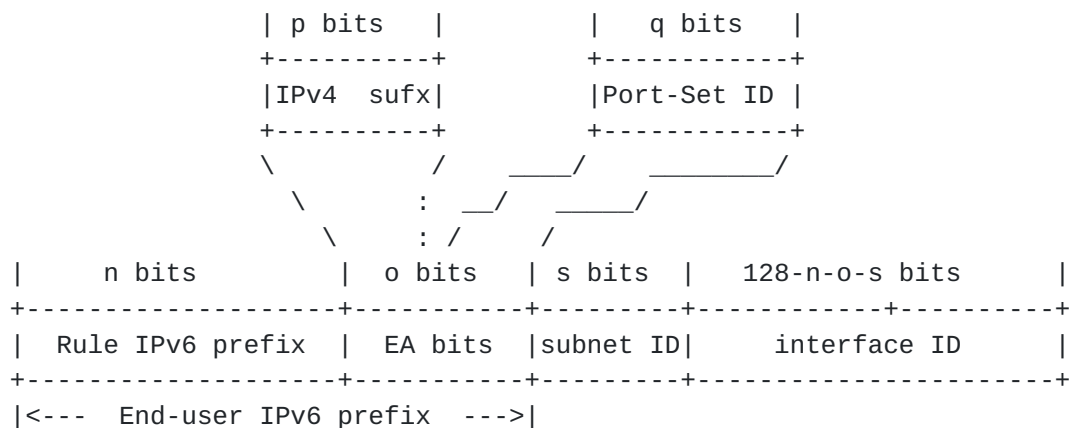 | p bits   |         |   q bits   |
                    +----------+         +------------+
                    |IPv4  sufx|         |Port-Set ID |
                    +----------+         +------------+
                    \          /    ____/    ________/
                      \       :  __/   _____/
                        \     : /     /
|     n bits         |  o bits   | s bits  |   128-n-o-s bits      |
+--------------------+-----------+---------+------------+----------+
|  Rule IPv6 prefix  |  EA bits  |subnet ID|     interface ID      |
+--------------------+-----------+---------+-----------------------+
|<---  End-user IPv6 prefix  --->|